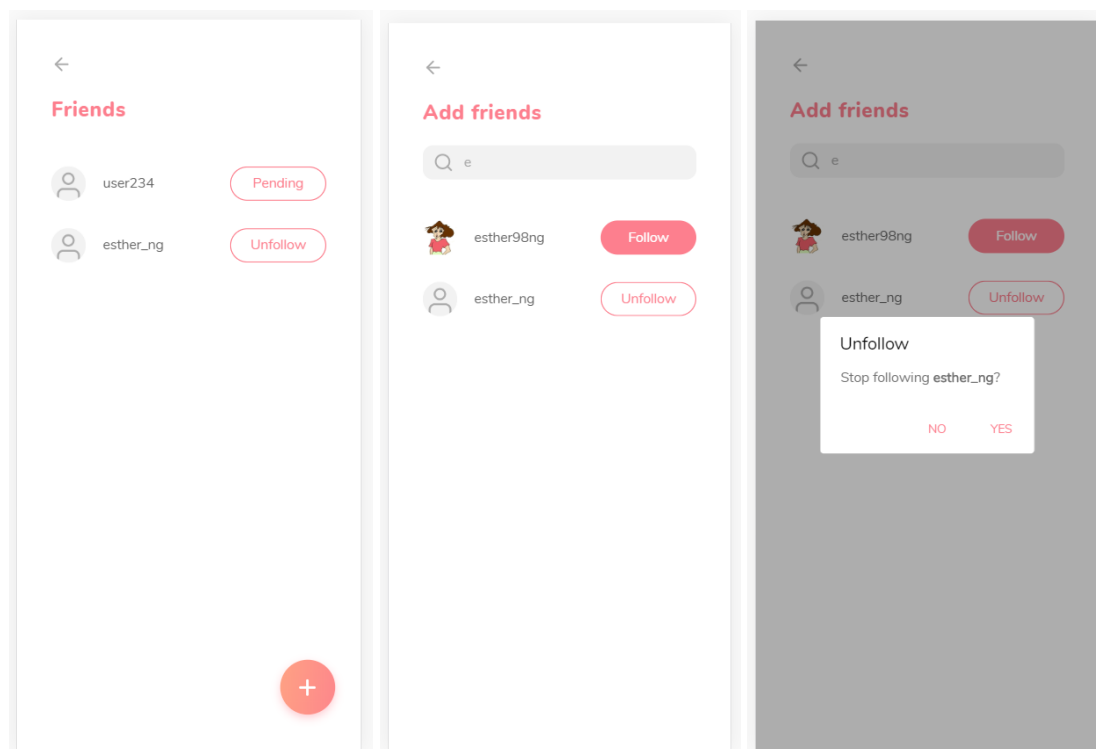 Friends
user234
Pending
esther_ng
Unfollow
Add friends
e
esther98ng
Follow
esther_ng
Unfollow
Add friends
e
esther98ng
Follow
esther_ng
Unfollow
Unfollow
Stop following esther_ng?
NO
YES